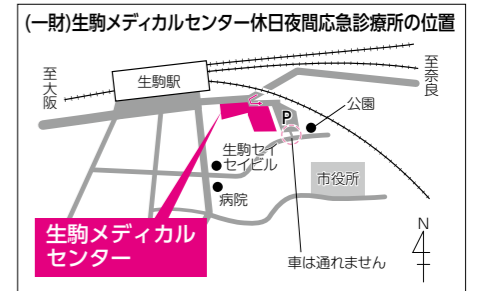 (一財)生駒メディカルセンター休日夜間応急診療所の位置
至大阪
生駒駅
至奈良
P
公園
生駒セイ
セイビル
市役所
病院
生駒メディカル
センター
車は通れません
N
4